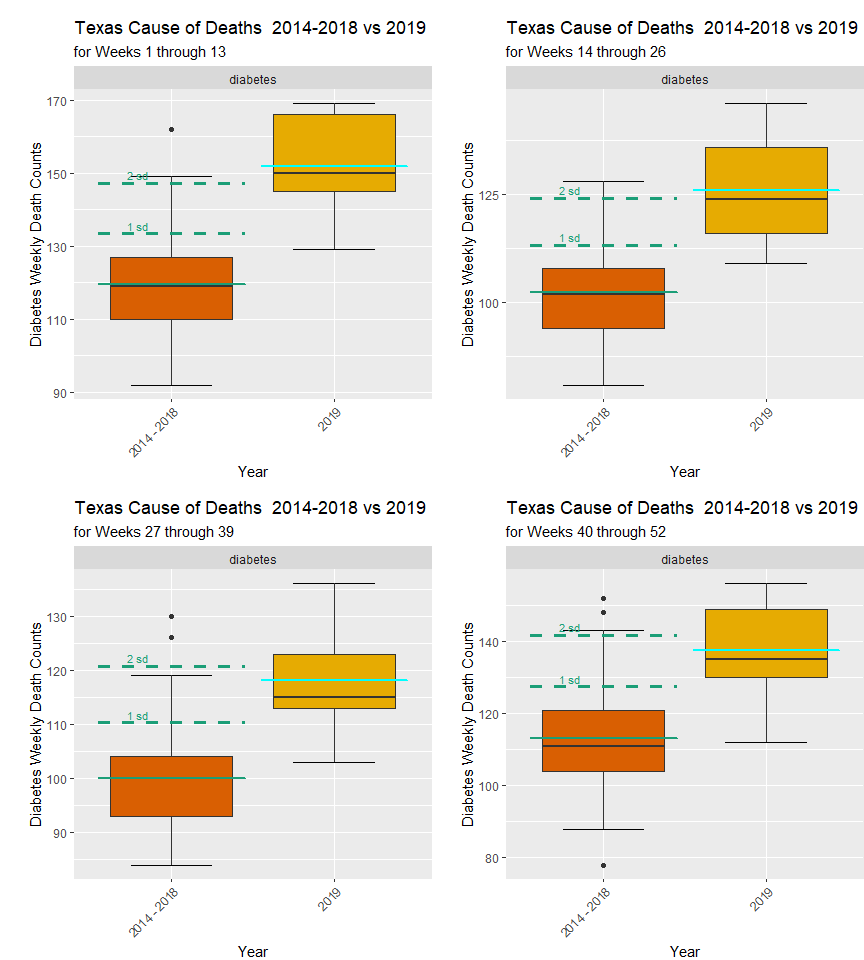 Texas Cause of Deaths  2014-2018 vs 2019
for Weeks 1 through 13
diabetes
Diabetes Weekly Death Counts
170
150
130
110
90
2 sd
1 sd
2014 - 2018
2019
Year
Texas Cause of Deaths  2014-2018 vs 2019
for Weeks 14 through 26
diabetes
Diabetes Weekly Death Counts
125
100
2 sd
1 sd
2014 - 2018
2019
Year
Texas Cause of Deaths  2014-2018 vs 2019
for Weeks 27 through 39
diabetes
Diabetes Weekly Death Counts
130
120
110
100
90
2 sd
1 sd
2014 - 2018
2019
Year
Texas Cause of Deaths  2014-2018 vs 2019
for Weeks 40 through 52
diabetes
Diabetes Weekly Death Counts
140
120
100
80
2 sd
1 sd
2014 - 2018
2019
Year